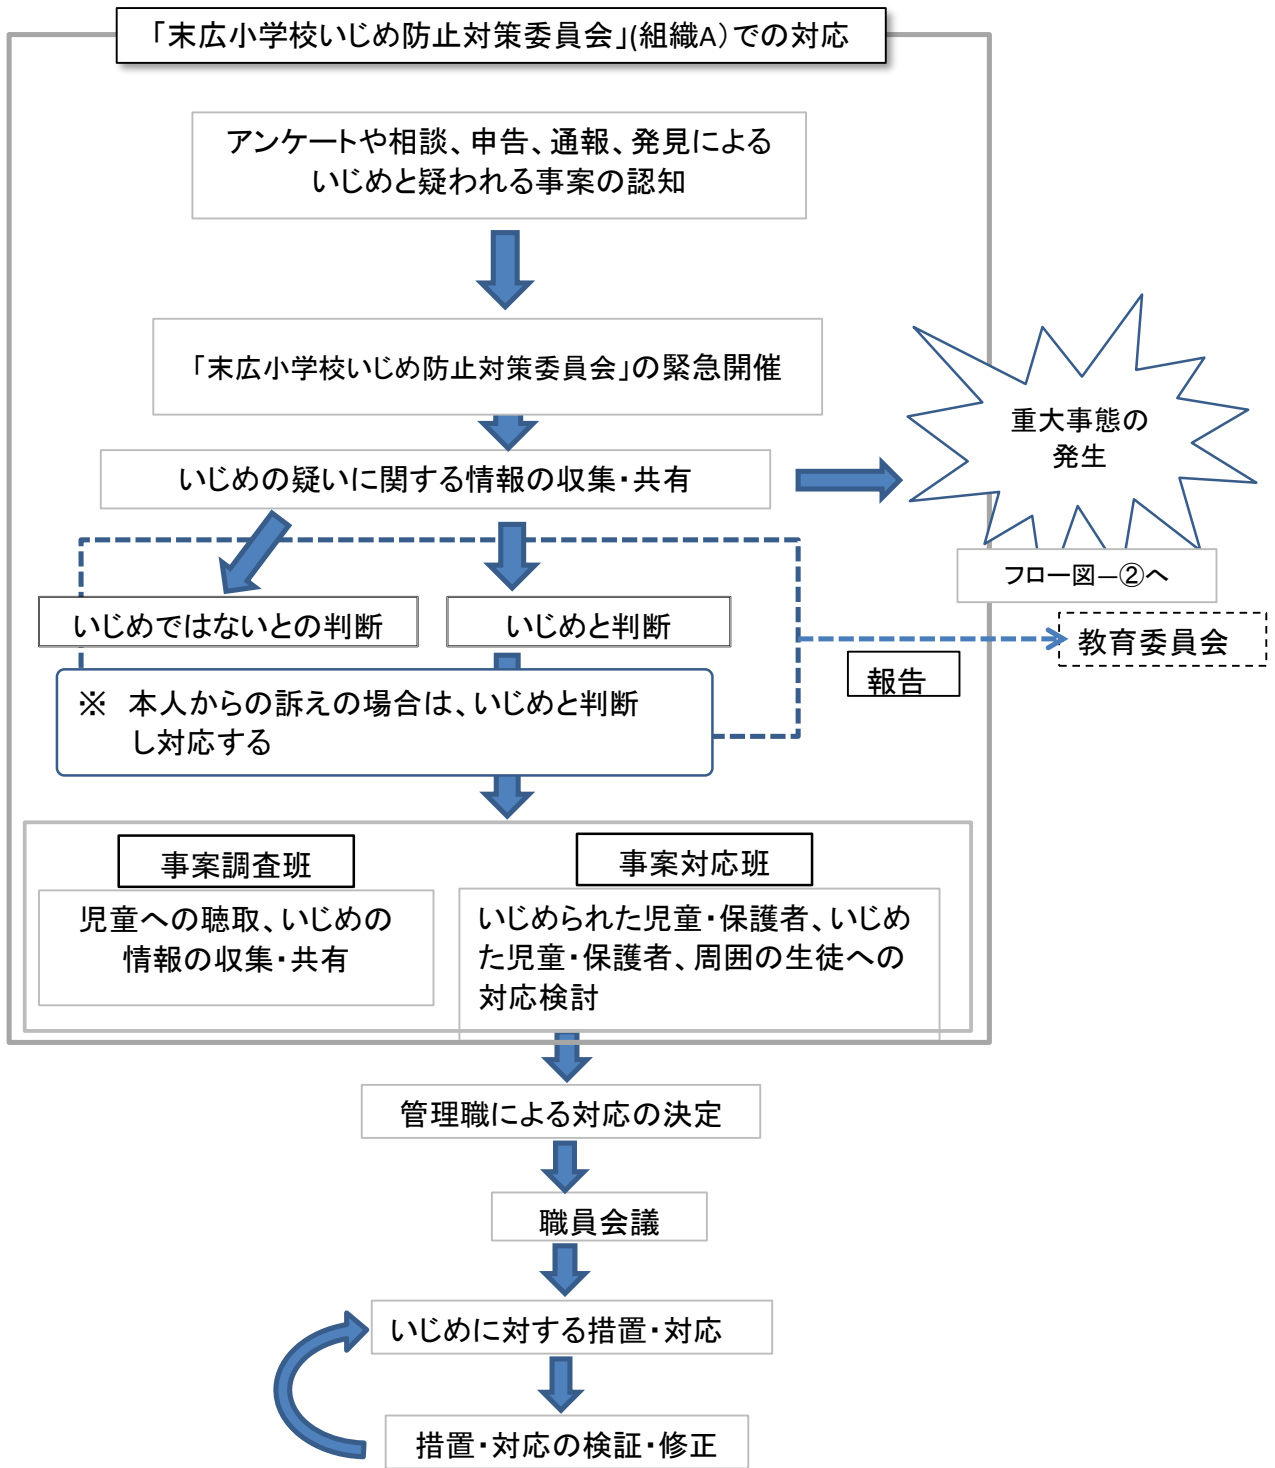 「末広小学校いじめ防止対策委員会」(組織A)での対応
アンケートや相談、申告、通報、発見による
いじめと疑われる事案の認知
「末広小学校いじめ防止対策委員会」の緊急開催
重大事態の
発生
いじめの疑いに関する情報の収集・共有
フロー図―②へ
いじめではないとの判断
いじめと判断
教育委員会
報告
※ 本人からの訴えの場合は、いじめと判断
し対応する
事案調査班
児童への聴取、いじめの
情報の収集・共有
事案対応班
いじめられた児童・保護者、いじめ
た児童・保護者、周囲の生徒への
対応検討
管理職による対応の決定
職員会議
いじめに対する措置・対応
措置・対応の検証・修正